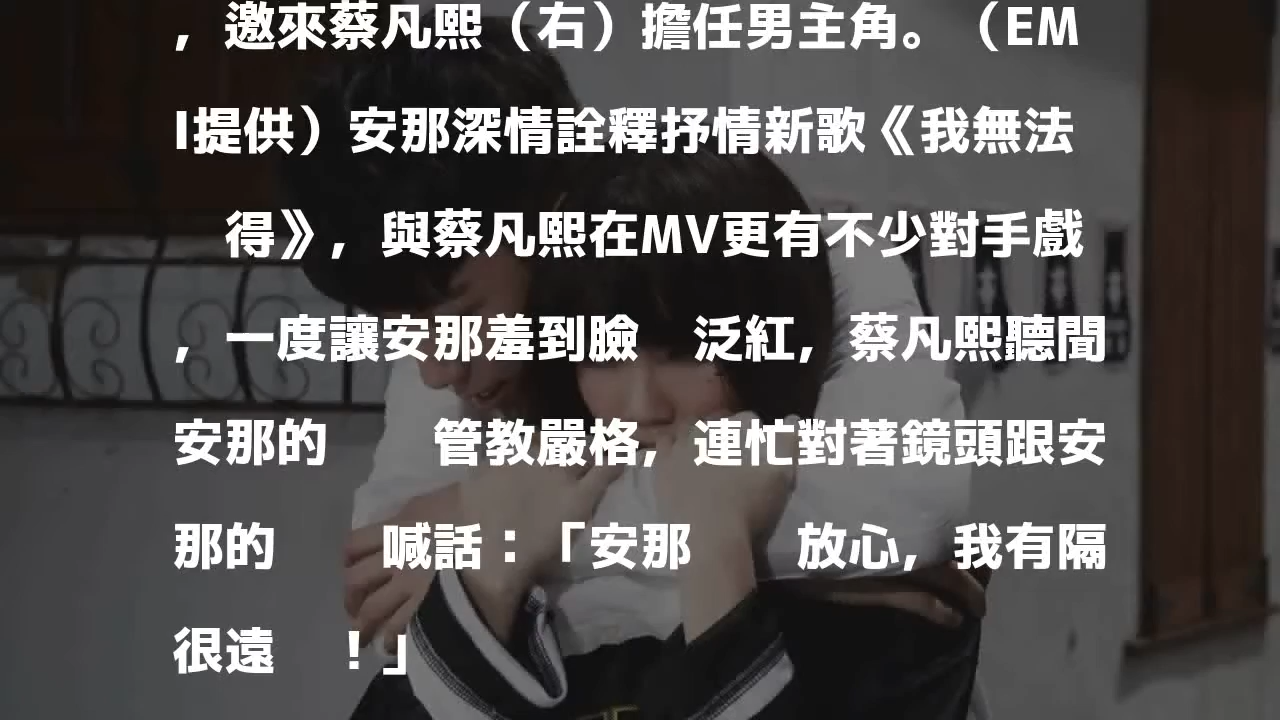 ，邀來蔡凡熙（右）擔任男主角。（EM
I提供）安那深情詮釋抒情新歌《我無法
得》，與蔡凡熙在MV更有不少對手戲
，一度讓安那羞到臉　泛紅，蔡凡熙聽聞
安那的　　管教嚴格，連忙對著鏡頭跟安
那的　　喊話：「安那　　放心，我有隔
很遠　！」